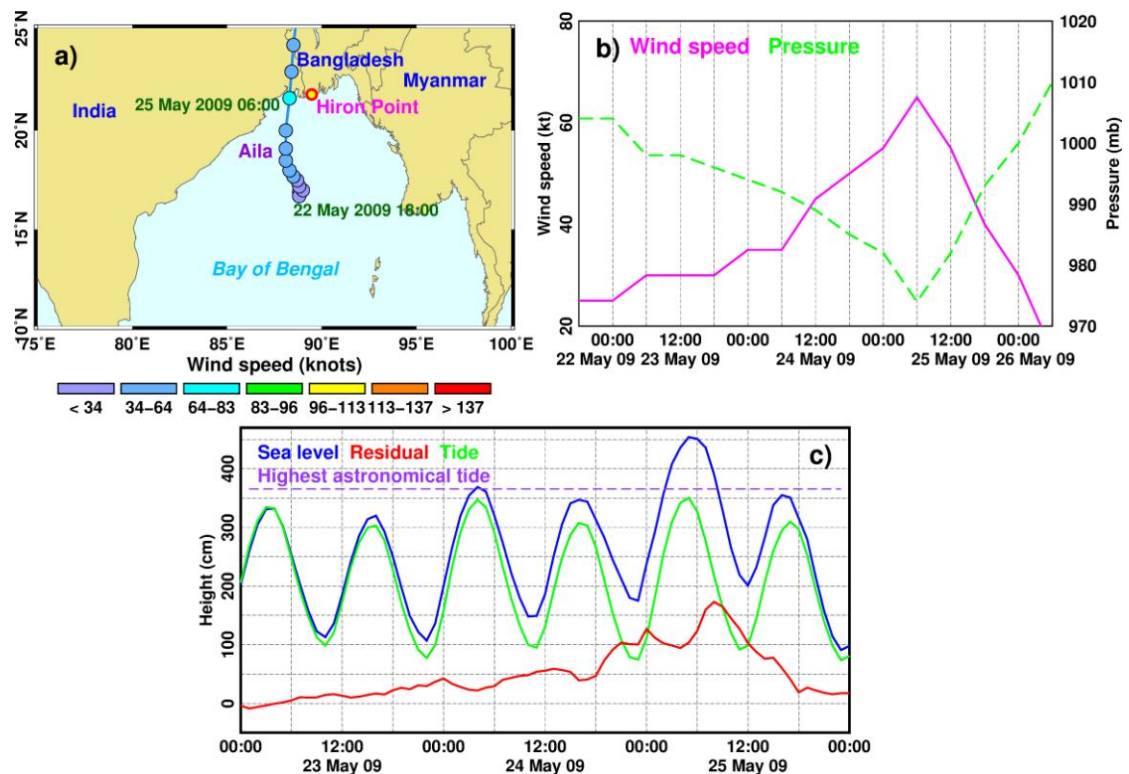 a)
Bangladesh
Myanmar
India
25 May 2009 06:00
Hiron Point
Aila
22 May 2009 18:00
Bay of Bengal
25°N
20°N
15°N
10°N
75°E 80°E 85°E 90°E 95°E 100°E
Wind speed (knots)
< 34 34–64 64–83 83–96 96–113 113–137 > 137
b) Wind speed Pressure
Wind speed (kt)
80
60
40
20
Pressure (mb)
1020
1010
1000
990
980
970
00:00 12:00 00:00 12:00 00:00 12:00 00:00
22 May 09 23 May 09 24 May 09 25 May 09 26 May 09
c)
Sea level Residual Tide
Highest astronomical tide
Height (cm)
400
300
200
100
0
00:00 12:00 00:00 12:00 00:00 12:00 00:00
23 May 09 24 May 09 25 May 09